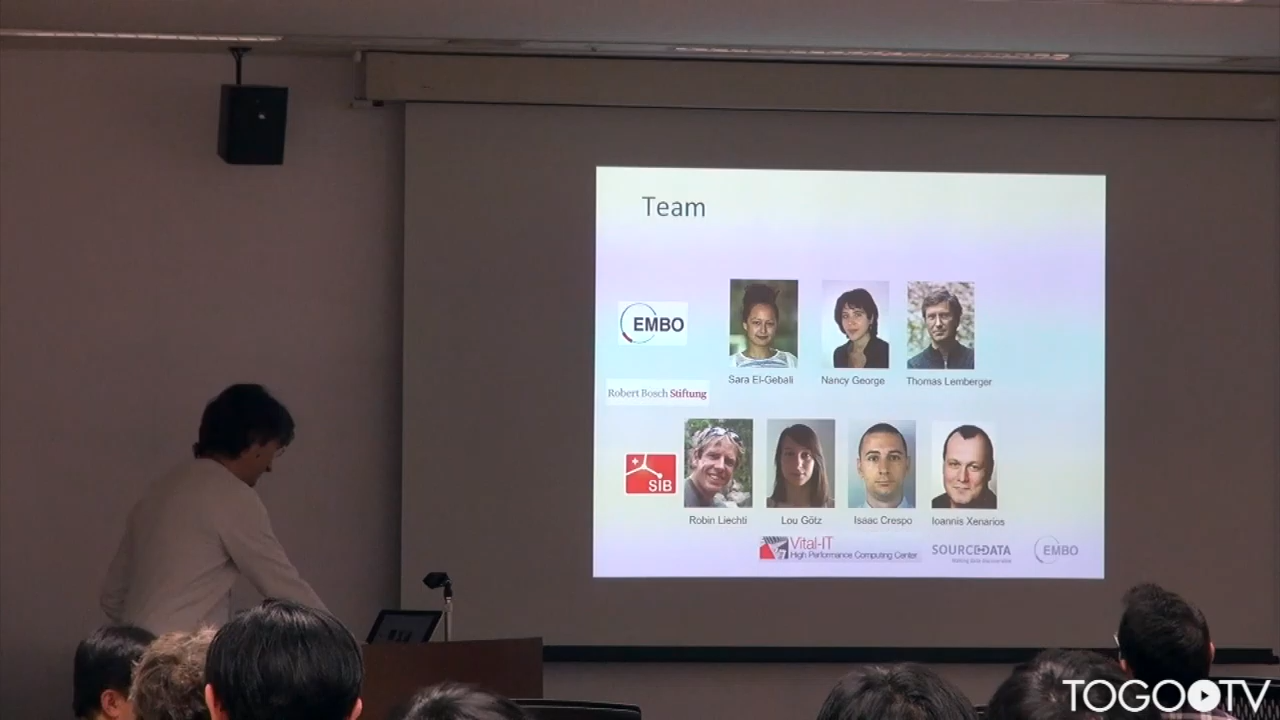 Team
EMBO
Sara El-Gebali
Nancy George
Thomas Lemberger
Robert Bosch Stiftung
SIB
Robin Liechti
Lou Götz
Isaac Crespo
Ioannis Xenarios
Vital-IT
High Performance Computing Center
SOURCEDATA
EMBO
TOGOTV